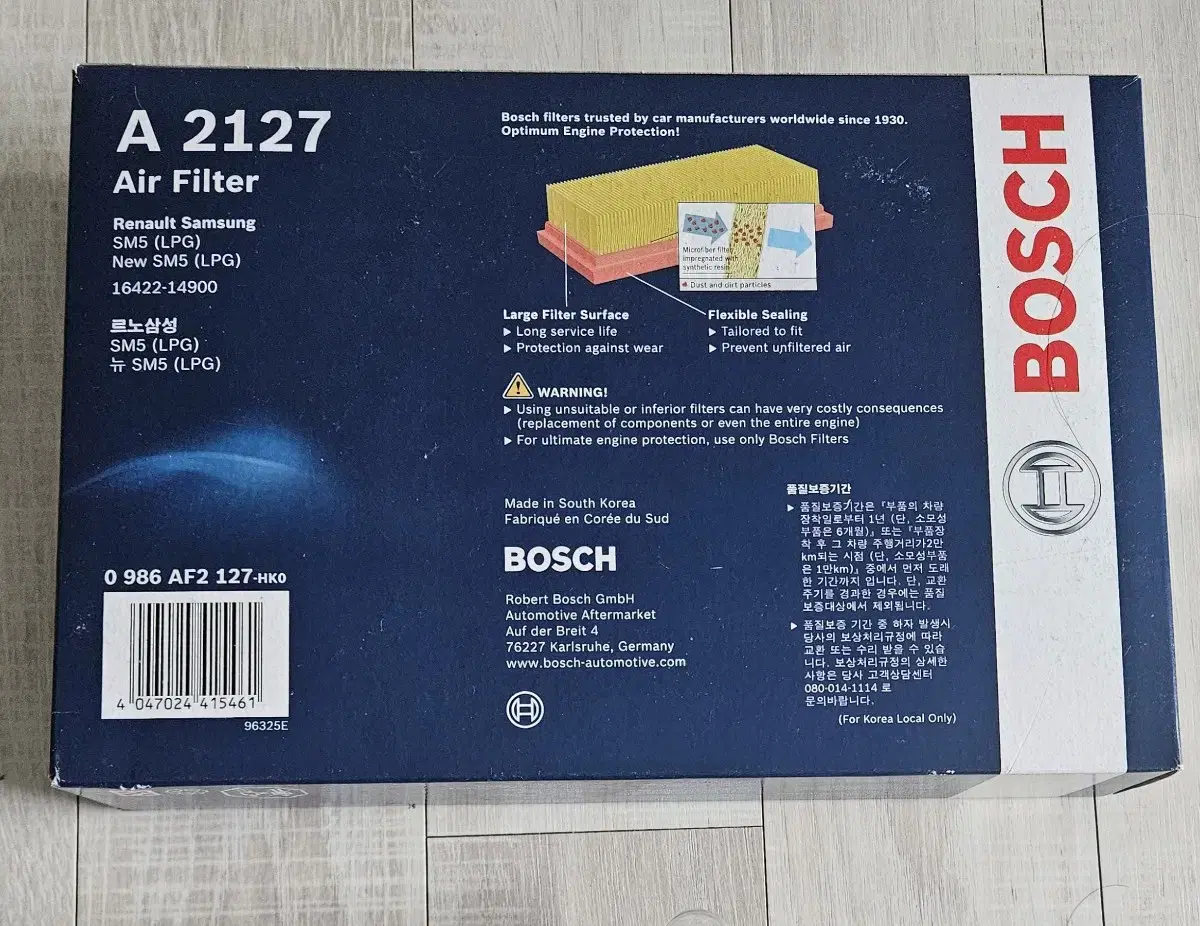 A 2127
Air Filter
Renault Samsung
SM5 (LPG)
New SM5 (LPG)
16422-14900
르노삼성
SM5 (LPG)
뉴 SM5 (LPG)
Bosch filters trusted by car manufacturers worldwide since 1930.
Optimum Engine Protection!
Microfiber filter
impregnated with
synthetic resin
Dust and dirt particles
Large Filter Surface
▶ Long service life
▶ Protection against wear
Flexible Sealing
▶ Tailored to fit
▶ Prevent unfiltered air
WARNING!
▶ Using unsuitable or inferior filters can have very costly consequences
(replacement of components or even the entire engine)
▶ For ultimate engine protection, use only Bosch Filters
Made in South Korea
Fabriqué en Corée du Sud
BOSCH
Robert Bosch GmbH
Automotive Aftermarket
Auf der Breit 4
76227 Karlsruhe, Germany
www.bosch-automotive.com
품질보증기간
▶ 품질보증기간은 『부품의 차량
장착일로부터 1년 (단, 소모성
부품은 6개월)』 또는 『부품장
착 후 그 차량 주행거리가2만
km되는 시점 (단, 소모성부품
은 1만km)』 중에서 먼저 도래
한 기간까지 입니다. 단, 교환
주기를 경과한 경우에는 품질
보증대상에서 제외됩니다.
▶ 품질보증 기간 중 하자 발생시
당사의 보상처리규정에 따라
교환 또는 수리 받을 수 있습
니다. 보상처리규정의 상세한
사항은 당사 고객상담센터
080-014-1114 로
문의바랍니다.
(For Korea Local Only)
0 986 AF2 127-HK0
4 047024 415461
96325E
BOSCH